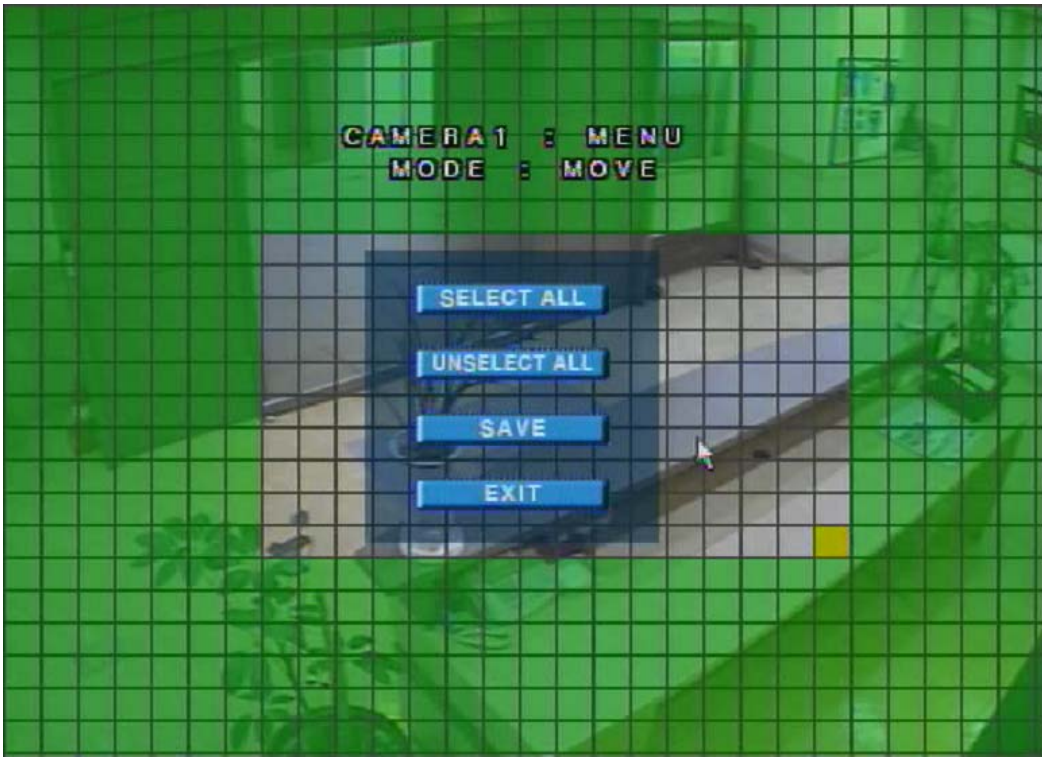 CAMERA1 : MENU
MODE : MOVE
SELECT ALL
UNSELECT ALL
SAVE
EXIT